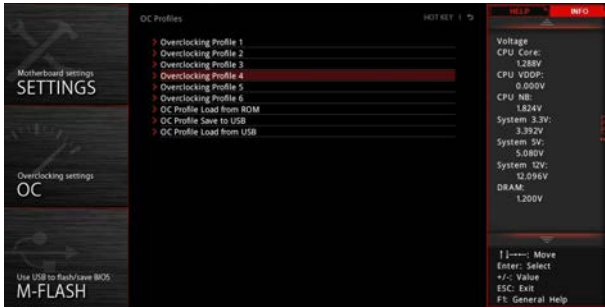 HELP
INFO
OC Profiles
HOT KEY |
Overclocking Profile 1
Overclocking Profile 2
Overclocking Profile 3
Overclocking Profile 4
Overclocking Profile 5
Overclocking Profile 6
OC Profile Load from ROM
OC Profile Save to USB
OC Profile Load from USB
Motherboard settings
SETTINGS
Overclocking settings
OC
Use USB to flash/save BIOS
M-FLASH
Voltage
CPU Core:
1.288V
CPU VDDP:
0.000V
CPU NB:
1.824V
System 3.3V:
3.392V
System 5V:
5.080V
System 12V:
12.096V
DRAM:
1.200V
↑↓→←: Move
Enter: Select
+/-: Value
ESC: Exit
F1: General Help